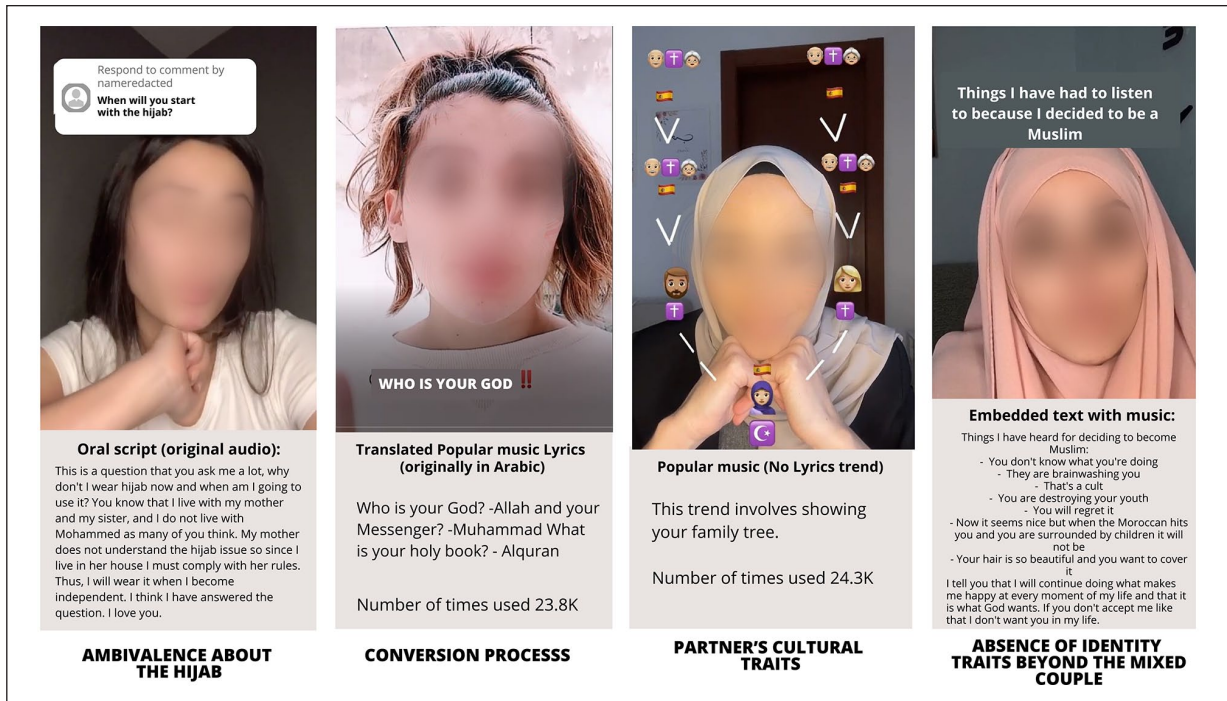 Respond to comment by
nameredacted
When will you start
with the hijab?
Oral script (original audio):
This is a question that you ask me a lot, why
don't I wear hijab now and when am I going to
use it? You know that I live with my mother
and my sister, and I do not live with
Mohammed as many of you think. My mother
does not understand the hijab issue so since I
live in her house I must comply with her rules.
Thus, I will wear it when I become
independent. I think I have answered the
question. I love you.
AMBIVALENCE ABOUT
THE HIJAB
WHO IS YOUR GOD ‼
Translated Popular music Lyrics
(originally in Arabic)
Who is your God? -Allah and your
Messenger? -Muhammad What
is your holy book? - Alquran
Number of times used 23.8K
CONVERSION PROCESSS
Popular music (No Lyrics trend)
This trend involves showing
your family tree.
Number of times used 24.3K
PARTNER'S CULTURAL
TRAITS
Things I have had to listen
to because I decided to be a
Muslim
Embedded text with music:
Things I have heard for deciding to become
Muslim:
- You don't know what you're doing
- They are brainwashing you
- That's a cult
- You are destroying your youth
- You will regret it
- Now it seems nice but when the Moroccan hits
you and you are surrounded by children it will
not be
- Your hair is so beautiful and you want to cover
it
I tell you that I will continue doing what makes
me happy at every moment of my life and that it
is what God wants. If you don't accept me like
that I don't want you in my life.
ABSENCE OF IDENTITY
TRAITS BEYOND THE MIXED
COUPLE